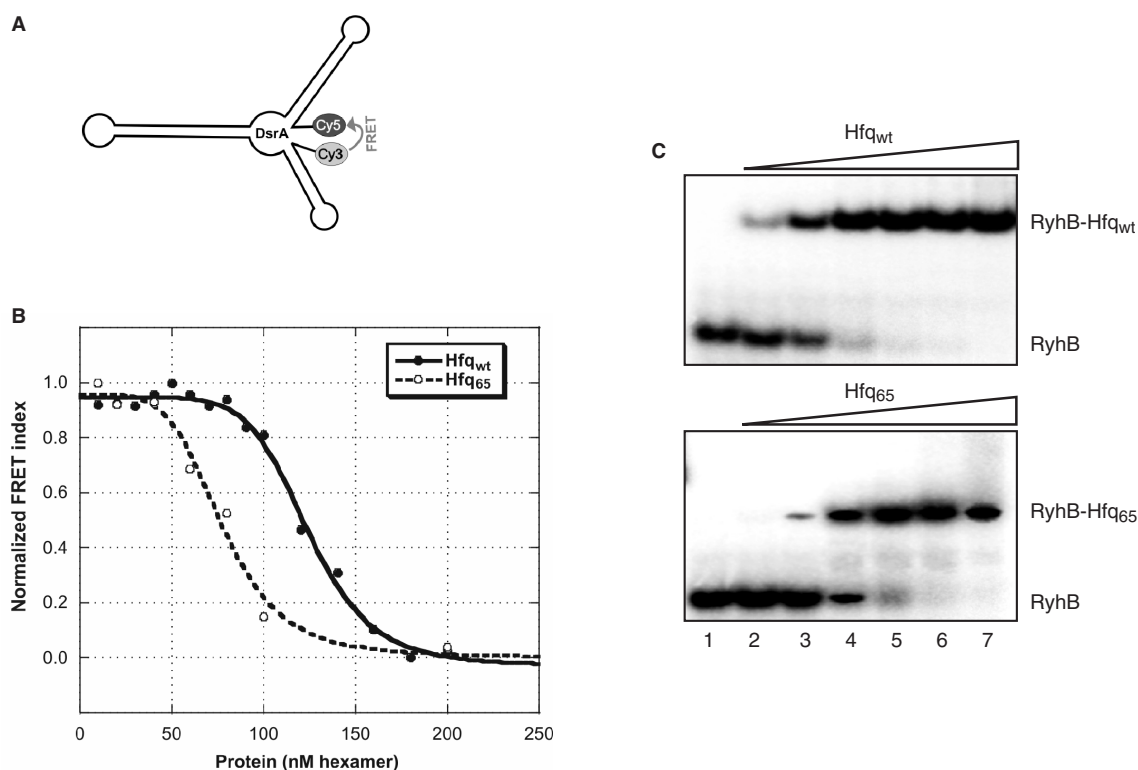 A
DsrA
Cy5
Cy3
FRET
B
Normalized FRET index
1.0
0.8
0.6
0.4
0.2
0.0
0
50
100
150
200
250
Protein (nM hexamer)
Hfqwt
Hfq65
C
Hfqwt
RyhB-Hfqwt
RyhB
Hfq65
RyhB-Hfq65
RyhB
1 2 3 4 5 6 7